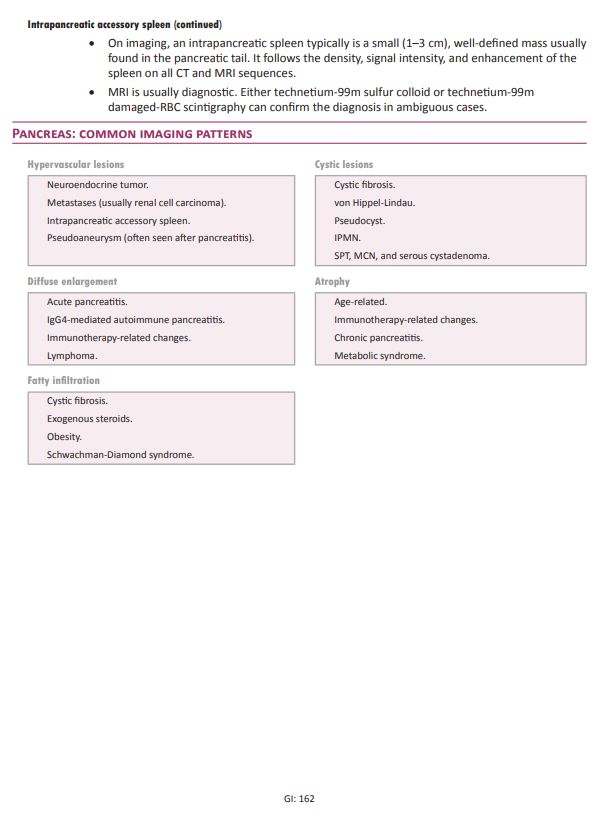 Intrapancreatic accessory spleen (continued)
• On imaging, an intrapancreatic spleen typically is a small (1–3 cm), well-defined mass usually
found in the pancreatic tail. It follows the density, signal intensity, and enhancement of the
spleen on all CT and MRI sequences.
• MRI is usually diagnostic. Either technetium-99m sulfur colloid or technetium-99m
damaged-RBC scintigraphy can confirm the diagnosis in ambiguous cases.
PANCREAS: COMMON IMAGING PATTERNS
Hypervascular lesions
Neuroendocrine tumor.
Metastases (usually renal cell carcinoma).
Intrapancreatic accessory spleen.
Pseudoaneurysm (often seen after pancreatitis).
Cystic lesions
Cystic fibrosis.
von Hippel-Lindau.
Pseudocyst.
IPMN.
SPT, MCN, and serous cystadenoma.
Diffuse enlargement
Acute pancreatitis.
IgG4-mediated autoimmune pancreatitis.
Immunotherapy-related changes.
Lymphoma.
Atrophy
Age-related.
Immunotherapy-related changes.
Chronic pancreatitis.
Metabolic syndrome.
Fatty infiltration
Cystic fibrosis.
Exogenous steroids.
Obesity.
Schwachman-Diamond syndrome.
GI: 162